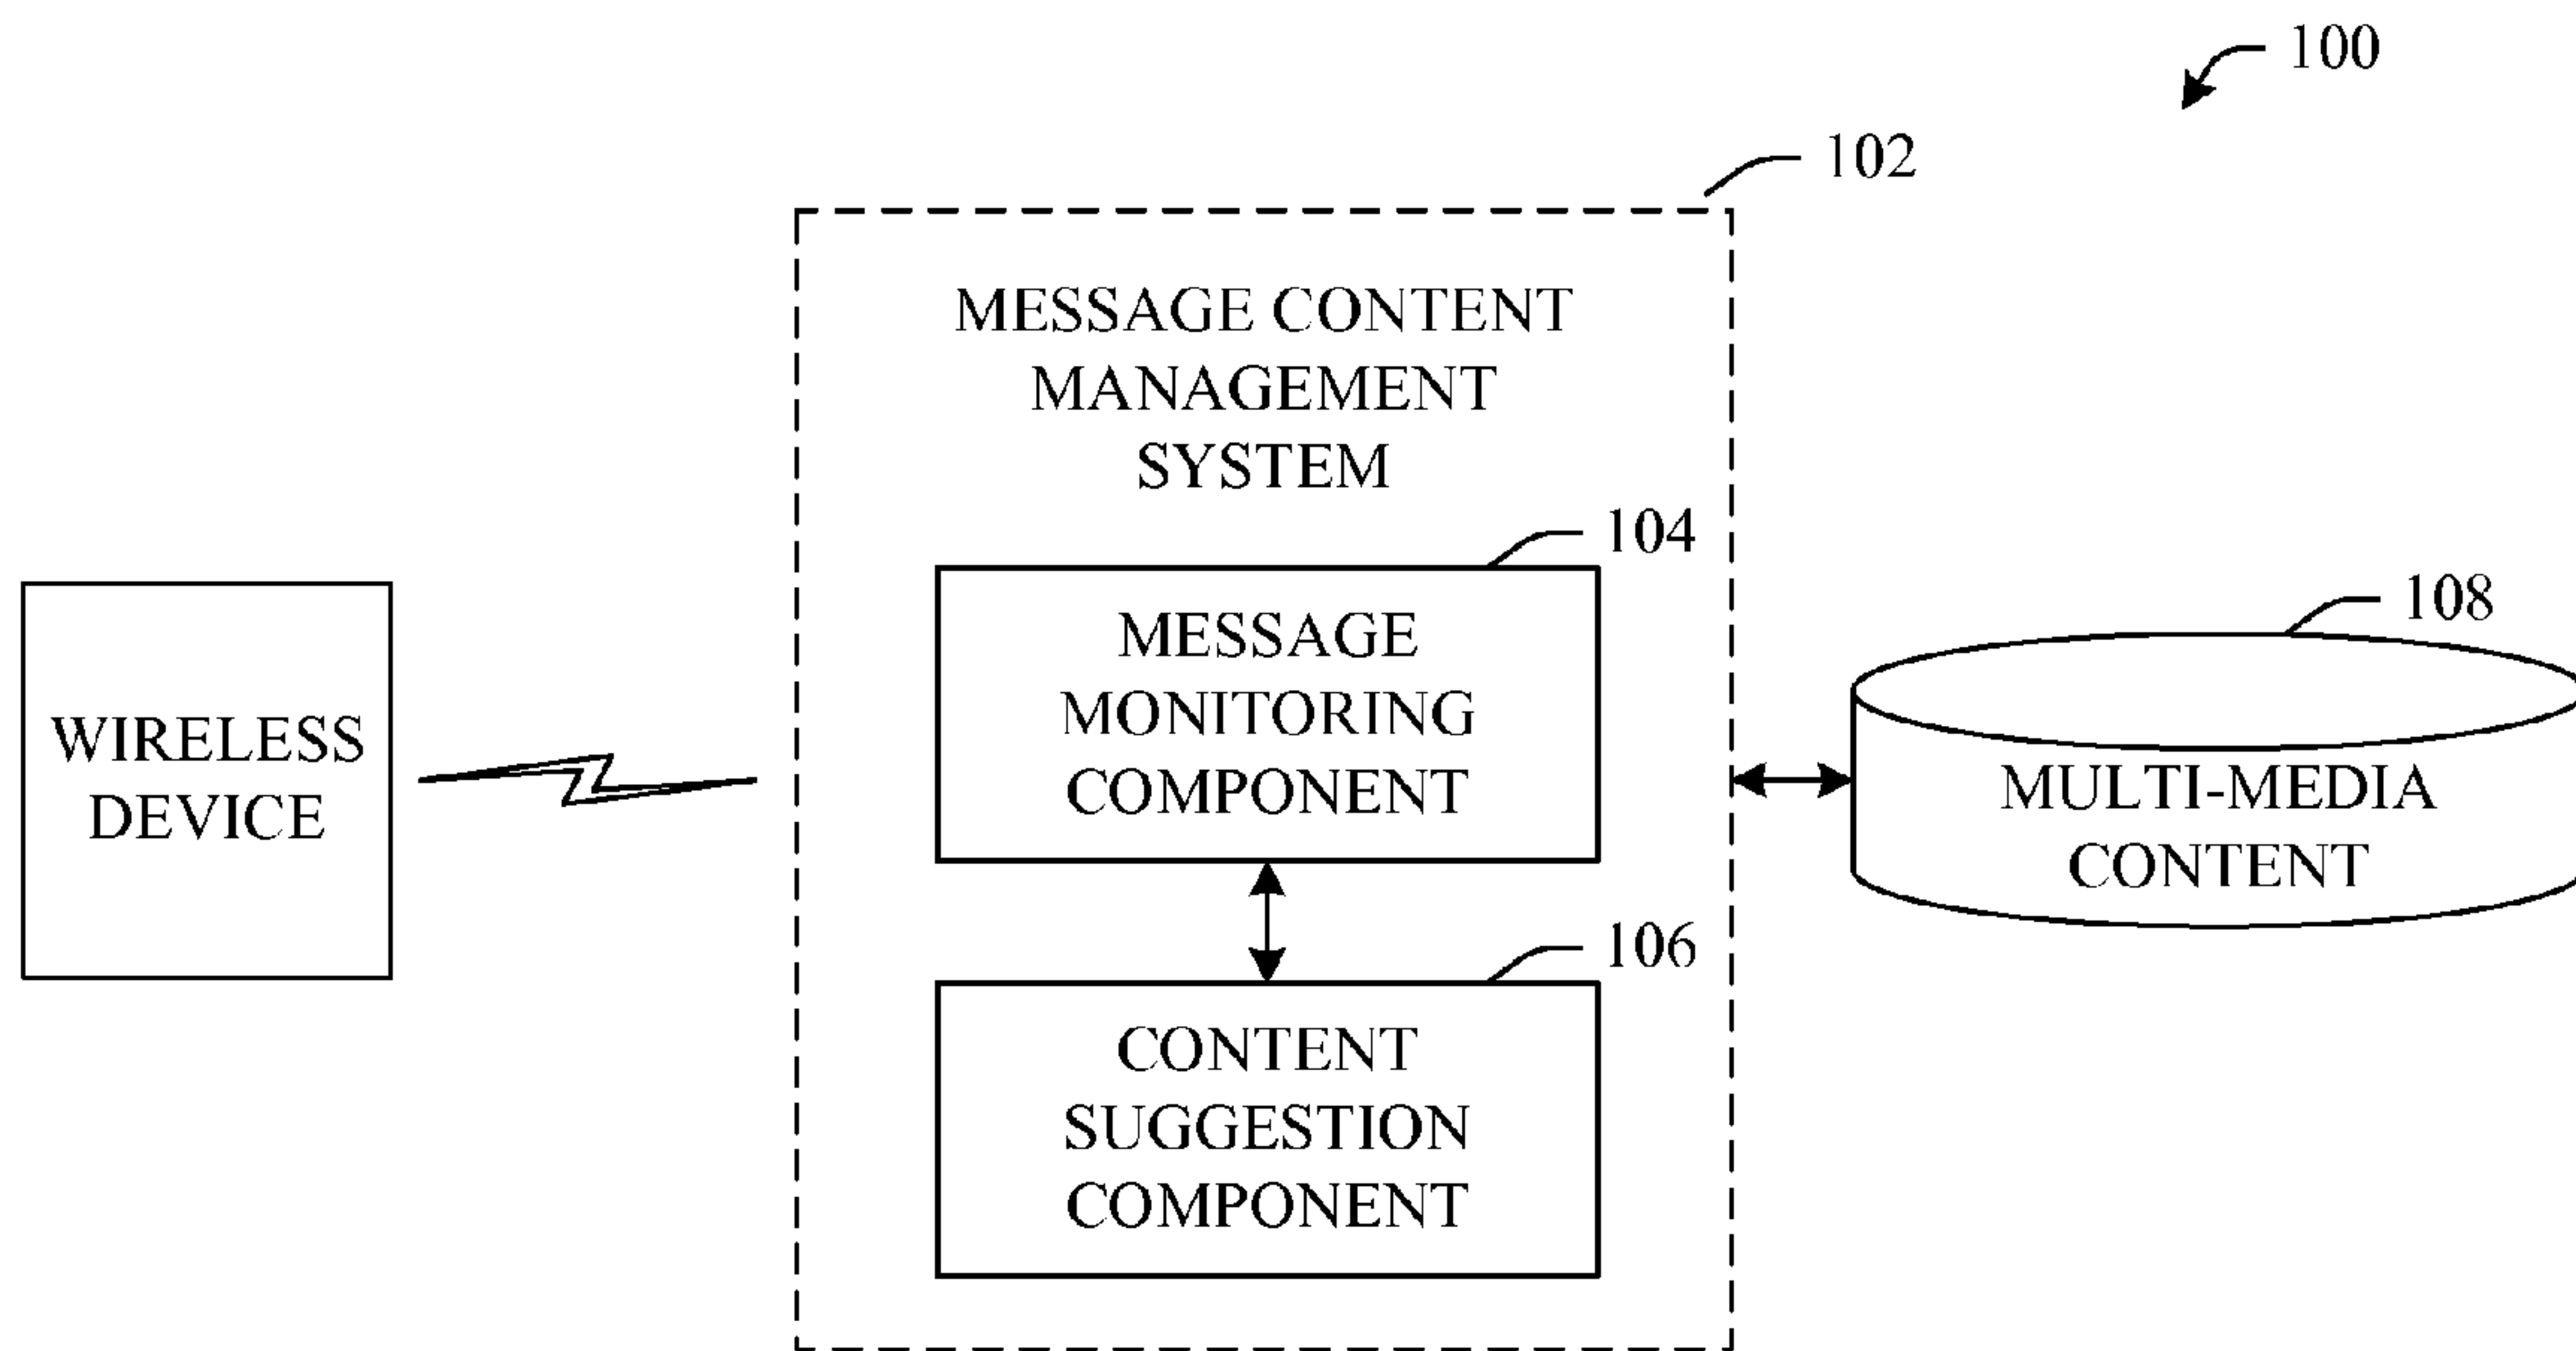 100
102
MESSAGE CONTENT
MANAGEMENT
SYSTEM
104
MESSAGE
MONITORING
COMPONENT
106
CONTENT
SUGGESTION
COMPONENT
WIRELESS
DEVICE
108
MULTI-MEDIA
CONTENT